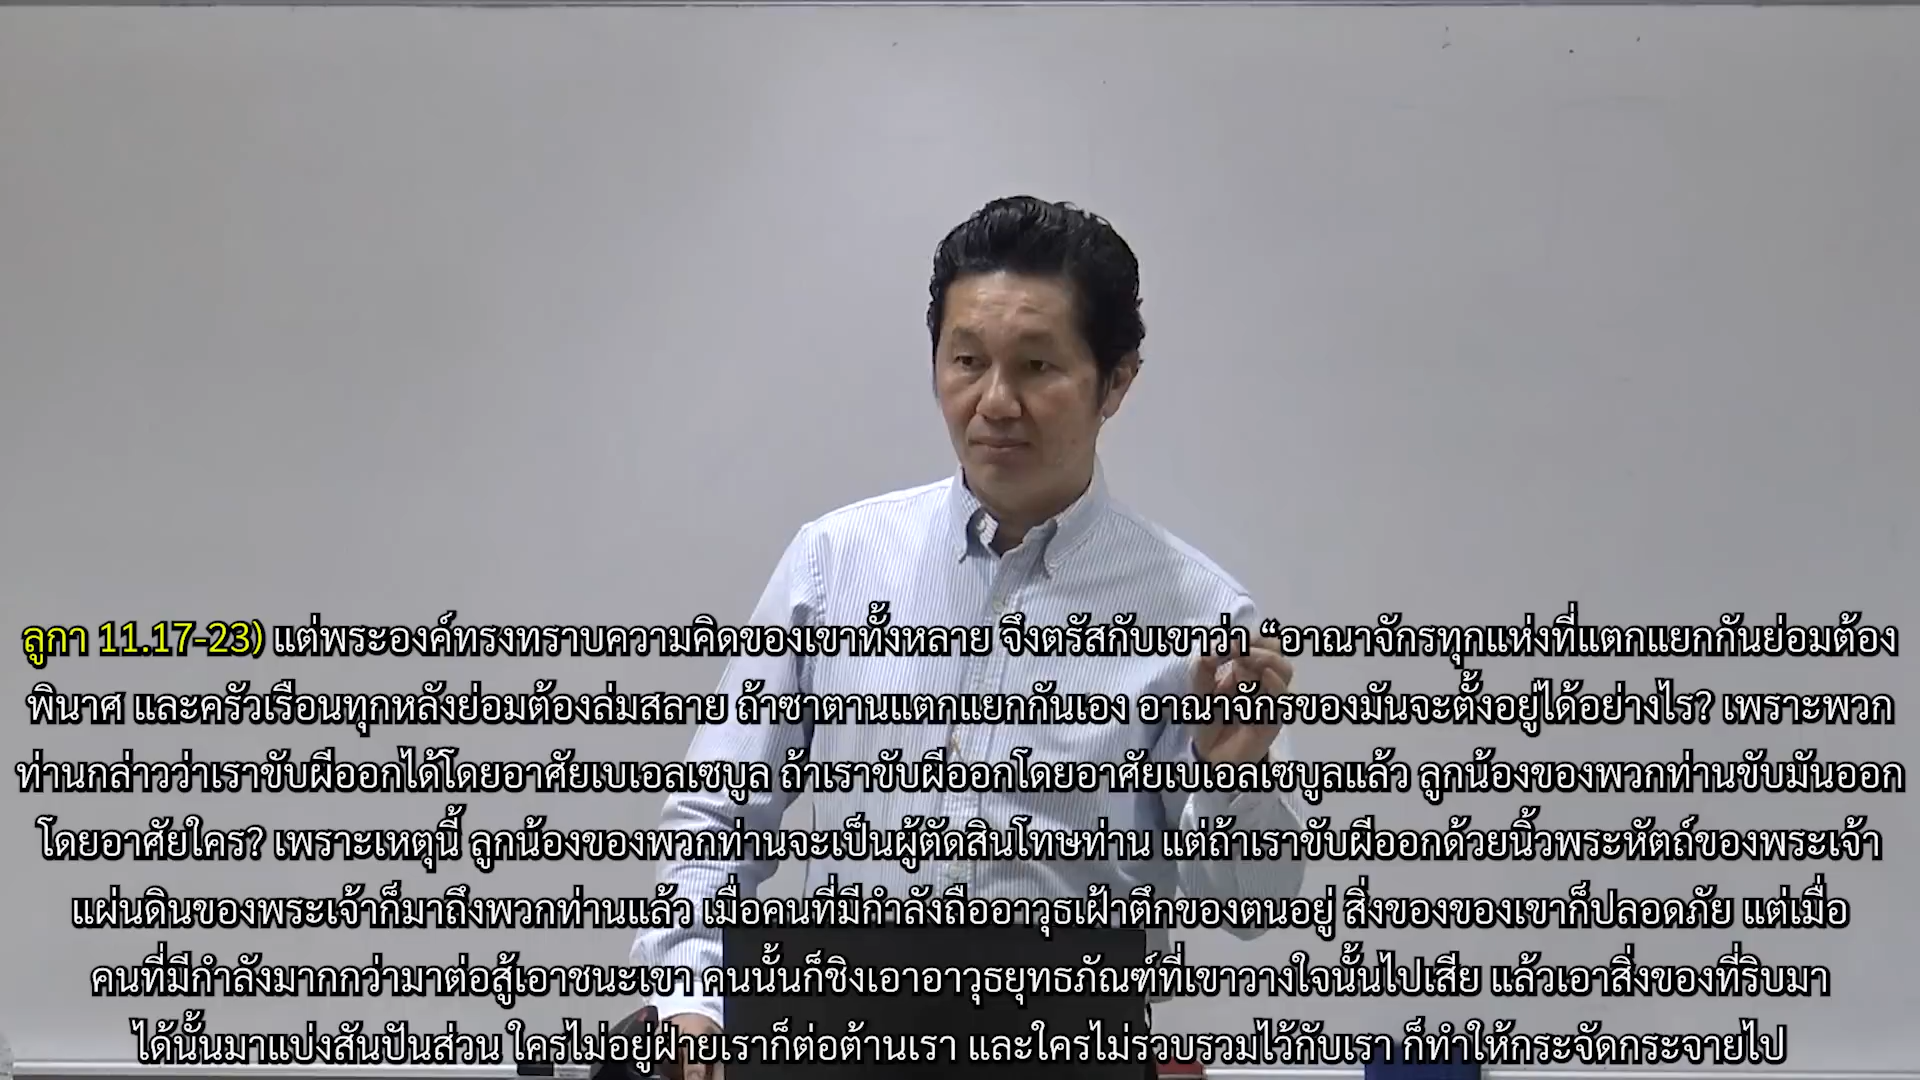 ลูกา 11.17-23) แต่พระองค์ทรงทราบความคิดของเขาทั้งหลาย จึงตรัสกับเขาว่า “อาณาจักรทุกแห่งที่แตกแยกกันย่อมต้อง
พินาศ และครัวเรือนทุกหลังย่อมต้องล่มสลาย ถ้าซาตานแตกแยกกันเอง อาณาจักรของมันจะตั้งอยู่ได้อย่างไร? เพราะพวก
ท่านกล่าวว่าเราขับผีออกได้โดยอาศัยเบเอลเซบูล ถ้าเราขับผีออกโดยอาศัยเบเอลเซบูลแล้ว ลูกน้องของพวกท่านขับมันออก
โดยอาศัยใคร? เพราะเหตุนี้ ลูกน้องของพวกท่านจะเป็นผู้ตัดสินโทษท่าน แต่ถ้าเราขับผีออกด้วยนิ้วพระหัตถ์ของพระเจ้า
แผ่นดินของพระเจ้าก็มาถึงพวกท่านแล้ว เมื่อคนที่มีกำลังถืออาวุธเฝ้าตึกของตนอยู่ สิ่งของของเขาก็ปลอดภัย แต่เมื่อ
คนที่มีกำลังมากกว่ามาต่อสู้เอาชนะเขา คนนั้นก็ชิงเอาอาวุธยุทธภัณฑ์ที่เขาวางใจนั้นไปเสีย แล้วเอาสิ่งของที่ริบมา
ได้นั้นมาแบ่งสันปันส่วน ใครไม่อยู่ฝ่ายเราก็ต่อต้านเรา และใครไม่รวบรวมไว้กับเรา ก็ทำให้กระจัดกระจายไป